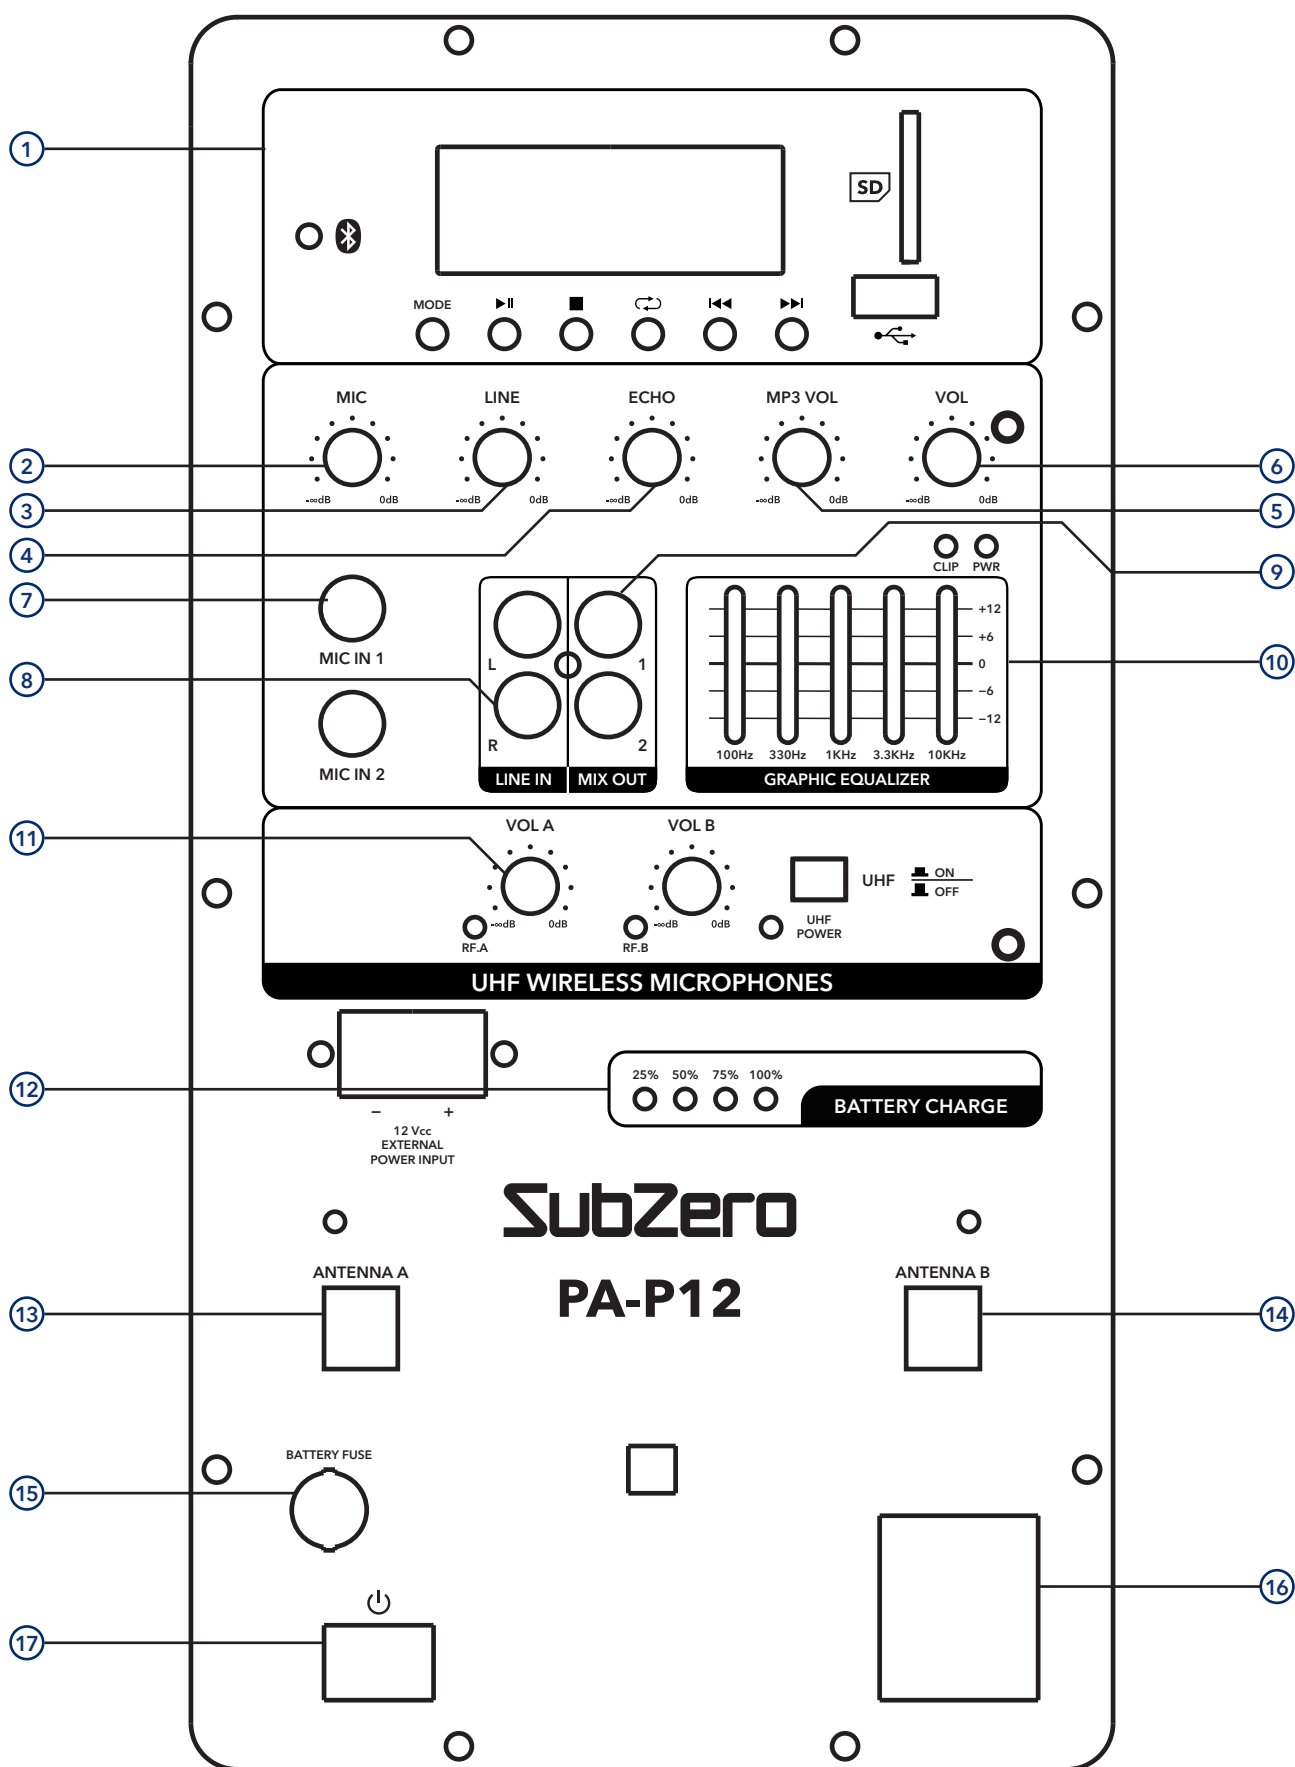 1
SD
MODE
MIC LINE ECHO MP3 VOL VOL
2
6
-∞dB 0dB -∞dB 0dB -∞dB 0dB -∞dB 0dB -∞dB 0dB
3
5
4
CLIP PWR
9
7
MIC IN 1
L 1
8
R 2
MIC IN 2
LINE IN MIX OUT
+12
+6
0
10
−6
−12
100Hz 330Hz 1KHz 3.3KHz 10KHz
GRAPHIC EQUALIZER
11
VOL A VOL B
UHF ON
OFF
-∞dB 0dB -∞dB 0dB
RF.A RF.B
UHF
POWER
UHF WIRELESS MICROPHONES
12
25% 50% 75% 100%
BATTERY CHARGE
− +
12 Vcc
EXTERNAL
POWER INPUT
SubZero
PA-P12
ANTENNA A ANTENNA B
13
14
BATTERY FUSE
15
16
17